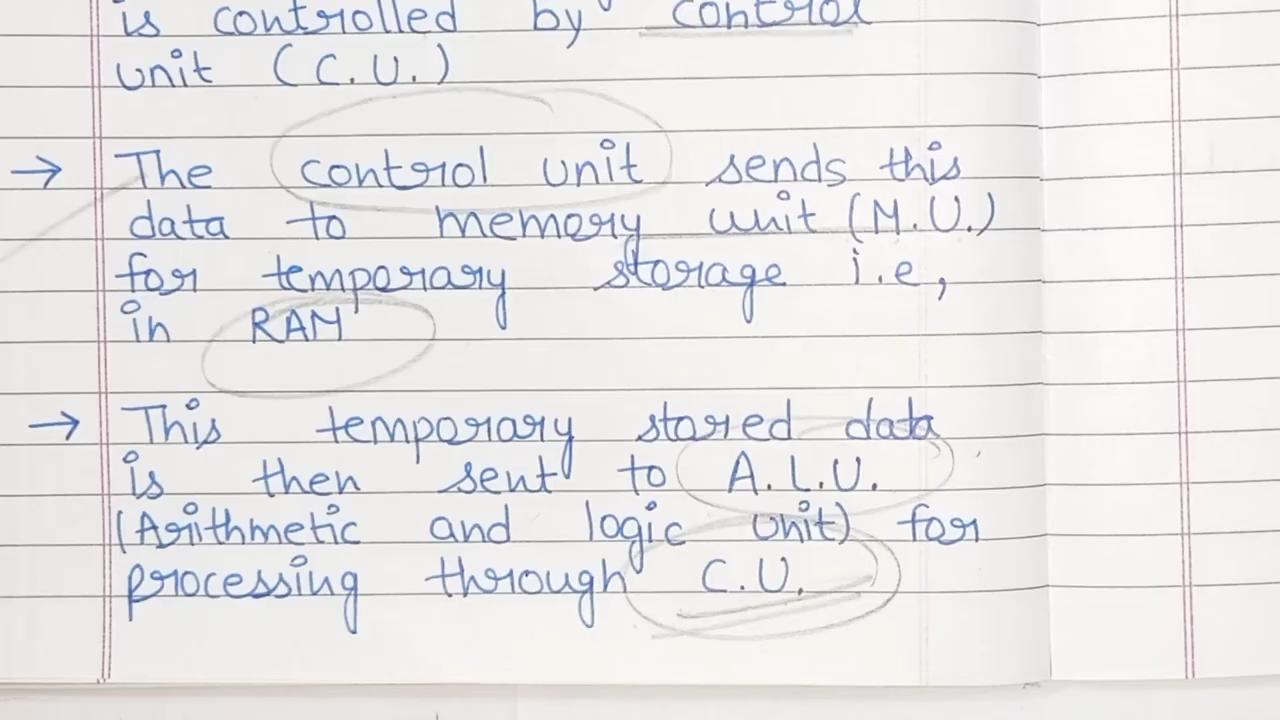 is controlled by control
unit (C.U.)
→ The control unit sends this
data to memory unit (M.U.)
for temporary storage i.e,
in RAM
→ This temporary stored data
is then sent to A.L.U.
(Arithmetic and logic unit) for
processing through C.U.